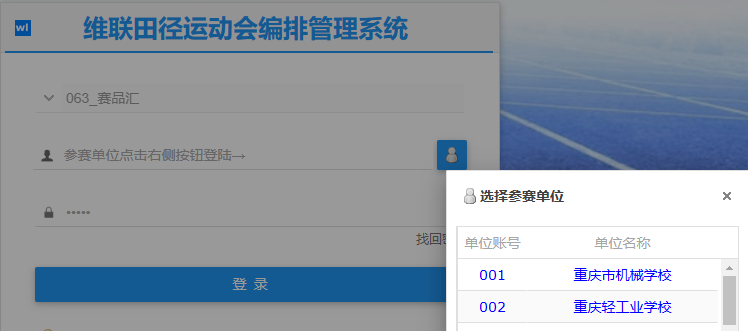 wl 维联田径运动会编排管理系统
063_赛品汇
参赛单位点击右侧按钮登陆→
•••••
找回密
登 录
选择参赛单位 ×
单位账号 单位名称
001 重庆市机械学校
002 重庆轻工业学校